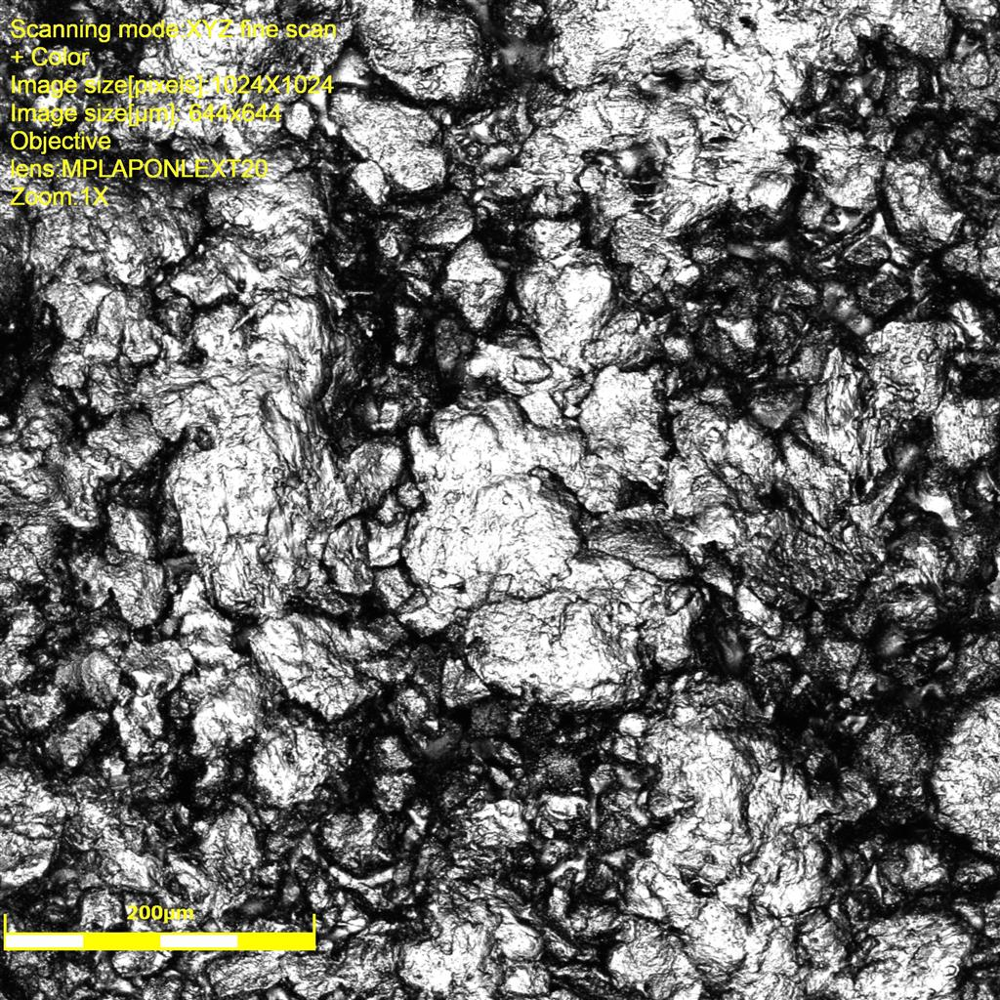 Scanning mode:XYZ fine scan
+ Color
Image size[pixels]:1024X1024
Image size[µm]: 644x644
Objective
lens:MPLAPONLEXT20
Zoom:1X
200µm